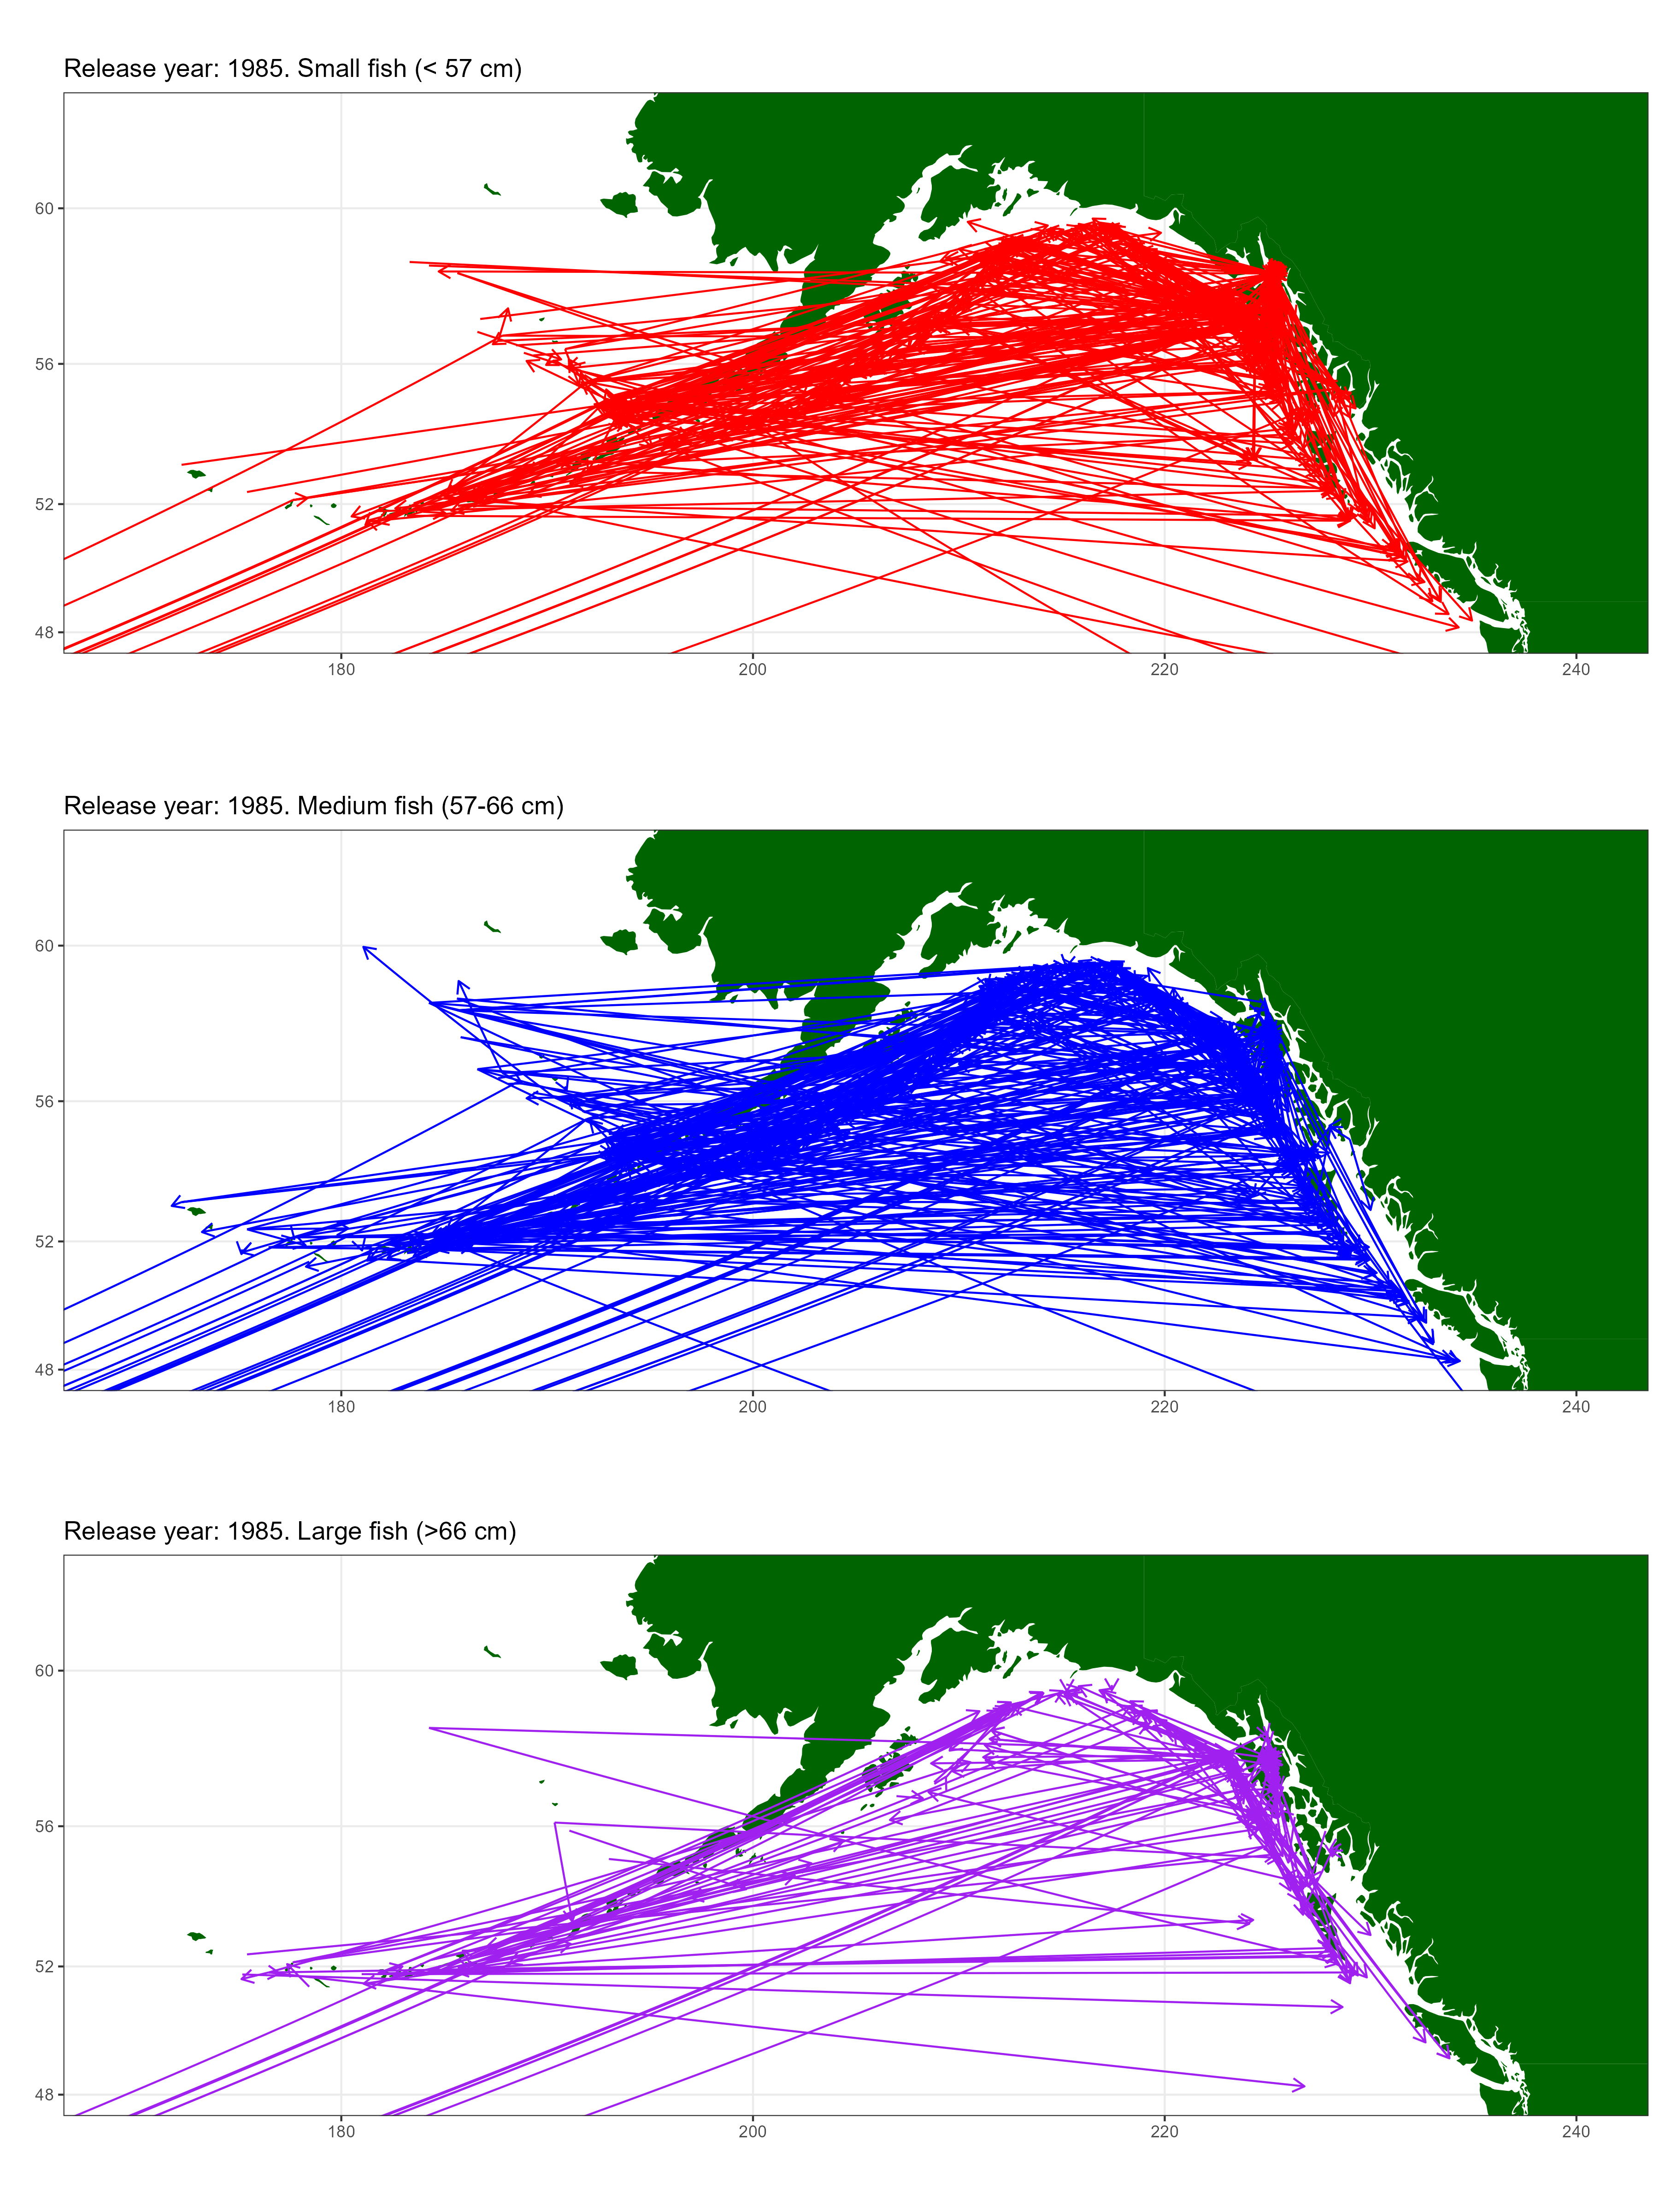 Release year: 1985. Small fish (< 57 cm)
60
56
52
48
180 200 220 240
Release year: 1985. Medium fish (57-66 cm)
60
56
52
48
180 200 220 240
Release year: 1985. Large fish (>66 cm)
60
56
52
48
180 200 220 240